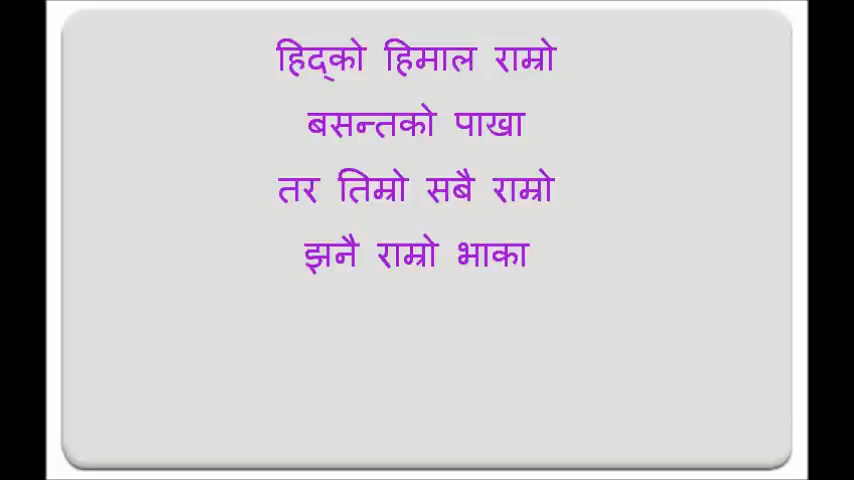 हिद्‌को हिमाल राम्रो
बसन्तको पाखा
तर तिम्रो सबै राम्रो
झनै राम्रो भाका